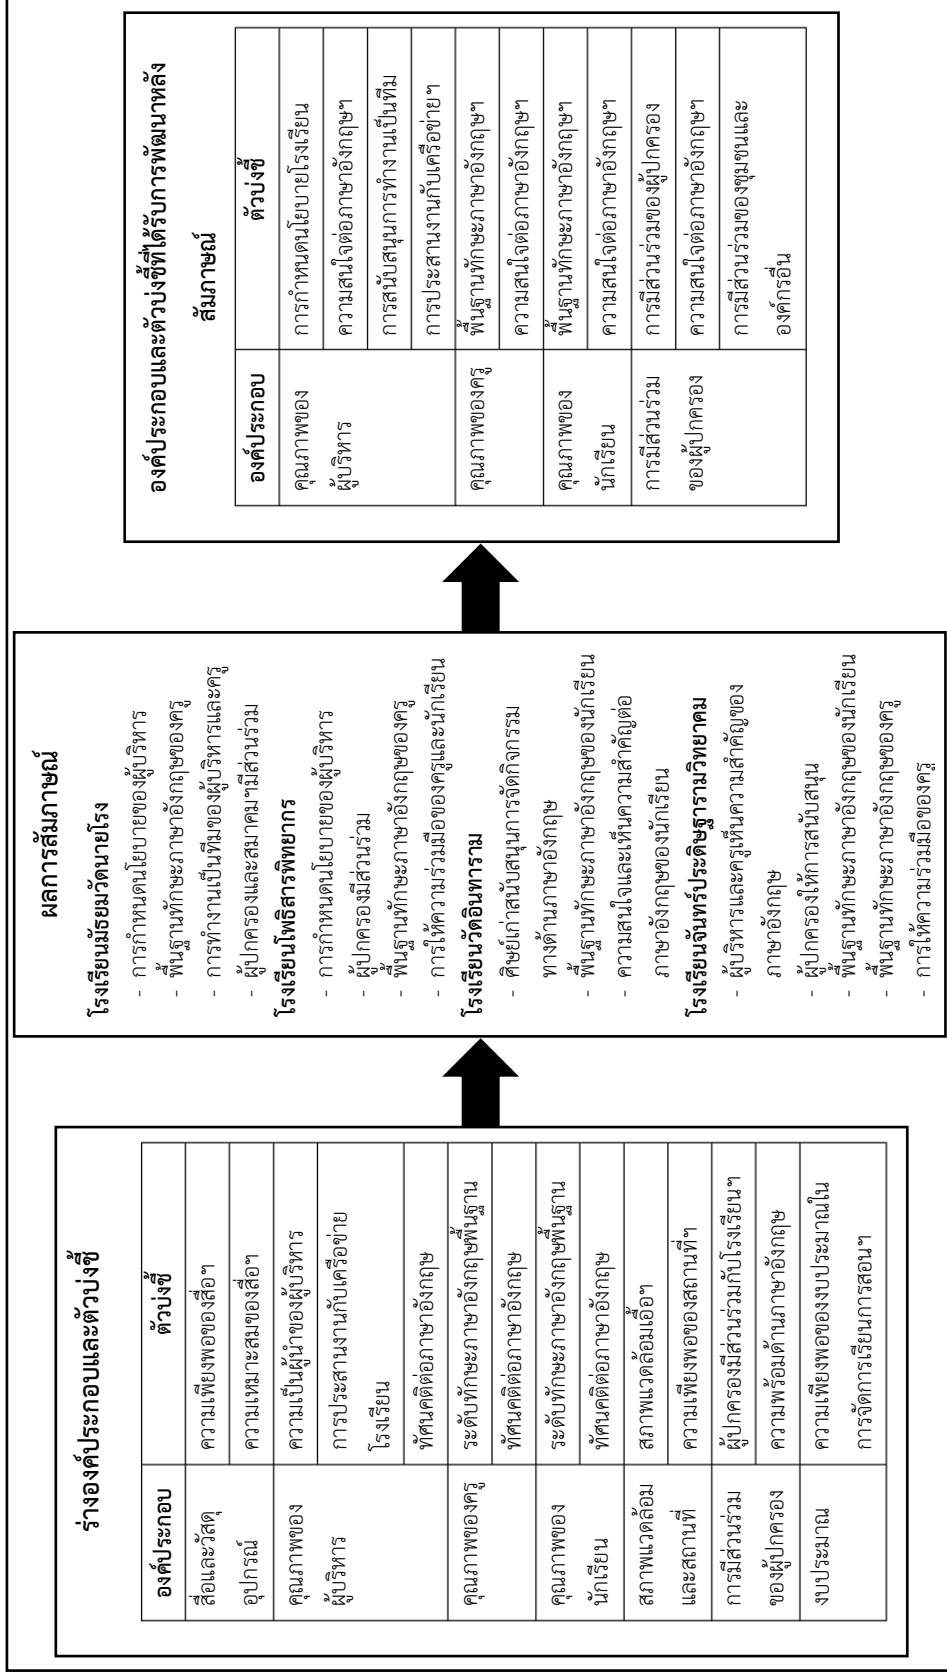 ร่างองค์ประกอบและตัวบ่งชี้
องค์ประกอบ ตัวบ่งชี้
สื่อและวัสดุ ความเพียงพอของสื่อฯ
อุปกรณ์ ความเหมาะสมของสื่อฯ
คุณภาพของ ความเป็นผู้นำของผู้บริหาร
ผู้บริหาร การประสานงานกับเครือข่าย
โรงเรียน
ทัศนคติต่อภาษาอังกฤษ
คุณภาพของครู ระดับทักษะภาษาอังกฤษพื้นฐาน
ทัศนคติต่อภาษาอังกฤษ
คุณภาพของ ระดับทักษะภาษาอังกฤษพื้นฐาน
นักเรียน ทัศนคติต่อภาษาอังกฤษ
สภาพแวดล้อม สภาพแวดล้อมเอื้อฯ
และสถานที่ ความเพียงพอของสถานที่ฯ
การมีส่วนร่วม ผู้ปกครองมีส่วนร่วมกับโรงเรียนฯ
ของผู้ปกครอง ความพร้อมด้านภาษาอังกฤษ
งบประมาณ ความเพียงพอของงบประมาณใน
การจัดการเรียนการสอนฯ
ผลการสัมภาษณ์
โรงเรียนมัธยมวัดนายโรง
- การกำหนดนโยบายของผู้บริหาร
- พื้นฐานทักษะภาษาอังกฤษของครู
- การทำงานเป็นทีมของผู้บริหารและครู
- ผู้ปกครองและสมาคมฯมีส่วนร่วม
โรงเรียนโพธิสารพิทยากร
- การกำหนดนโยบายของผู้บริหาร
- ผู้ปกครองมีส่วนร่วม
- พื้นฐานทักษะภาษาอังกฤษของครู
- การให้ความร่วมมือของครูและนักเรียน
โรงเรียนวัดอินทาราม
- ศิษย์เก่าสนับสนุนการจัดกิจกรรม
ทางด้านภาษาอังกฤษ
- พื้นฐานทักษะภาษาอังกฤษของนักเรียน
- ความสนใจและเห็นความสำคัญต่อ
ภาษาอังกฤษของนักเรียน
โรงเรียนจันทร์ประดิษฐารามวิทยาคม
- ผู้บริหารและครูเห็นความสำคัญของ
ภาษาอังกฤษ
- ผู้ปกครองให้การสนับสนุน
- พื้นฐานทักษะภาษาอังกฤษของนักเรียน
- พื้นฐานทักษะภาษาอังกฤษของครู
- การให้ความร่วมมือของครู
องค์ประกอบและตัวบ่งชี้ที่ได้รับการพัฒนาหลัง
สัมภาษณ์
องค์ประกอบ ตัวบ่งชี้
คุณภาพของ การกำหนดนโยบายโรงเรียน
ผู้บริหาร ความสนใจต่อภาษาอังกฤษฯ
การสนับสนุนการทำงานเป็นทีม
การประสานงานกับเครือข่ายฯ
คุณภาพของครู พื้นฐานทักษะภาษาอังกฤษฯ
ความสนใจต่อภาษาอังกฤษฯ
คุณภาพของ พื้นฐานทักษะภาษาอังกฤษฯ
นักเรียน ความสนใจต่อภาษาอังกฤษฯ
การมีส่วนร่วม การมีส่วนร่วมของผู้ปกครอง
ของผู้ปกครอง ความสนใจต่อภาษาอังกฤษฯ
การมีส่วนร่วมของชุมชนและ
องค์กรอื่น